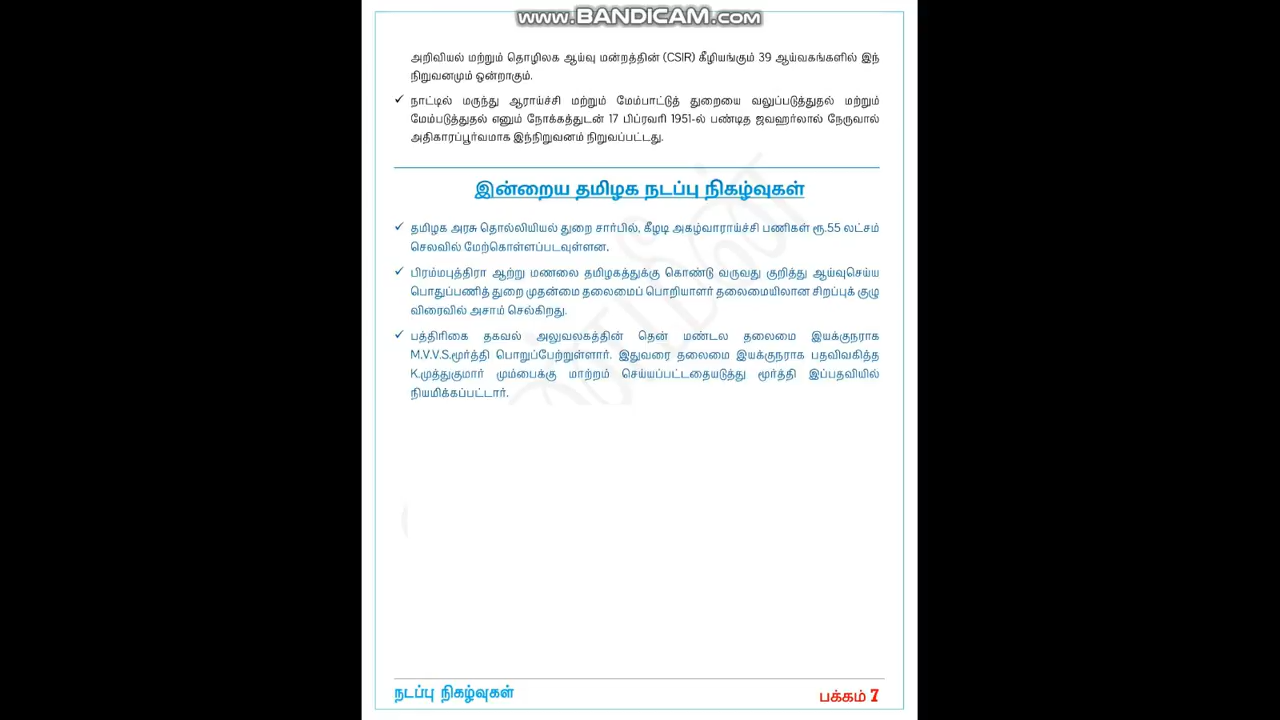 www.BANDICAM.com
அறிவியல் மற்றும் தொழிலக ஆய்வு மன்றத்தின் (CSIR) கீழியங்கும் 39 ஆய்வகங்களில் இந்
நிறுவனமும் ஒன்றாகும்.
✓ நாட்டில் மருந்து ஆராய்ச்சி மற்றும் மேம்பாட்டுத் துறையை வலுப்படுத்துதல் மற்றும்
மேம்படுத்துதல் எனும் நோக்கத்துடன் 17 பிப்ரவரி 1951-ல் பண்டித ஜவஹர்லால் நேருவால்
அதிகாரப்பூர்வமாக இந்நிறுவனம் நிறுவப்பட்டது.
இன்றைய தமிழக நடப்பு நிகழ்வுகள்
✓ தமிழக அரசு தொல்லியியல் துறை சார்பில், கீழடி அகழ்வாராய்ச்சி பணிகள் ரூ.55 லட்சம்
செலவில் மேற்கொள்ளப்படவுள்ளன.
✓ பிரம்மபுத்திரா ஆற்று மணலை தமிழகத்துக்கு கொண்டு வருவது குறித்து ஆய்வுசெய்ய
பொதுப்பணித் துறை முதன்மை தலைமைப் பொறியாளர் தலைமையிலான சிறப்புக் குழு
விரைவில் அசாம் செல்கிறது.
✓ பத்திரிகை தகவல் அலுவலகத்தின் தென் மண்டல தலைமை இயக்குநராக
M.V.V.S.மூர்த்தி பொறுப்பேற்றுள்ளார். இதுவரை தலைமை இயக்குநராக பதவிவகித்த
K.முத்துகுமார் மும்பைக்கு மாற்றம் செய்யப்பட்டதையடுத்து மூர்த்தி இப்பதவியில்
நியமிக்கப்பட்டார்.
நடப்பு நிகழ்வுகள்
பக்கம் 7